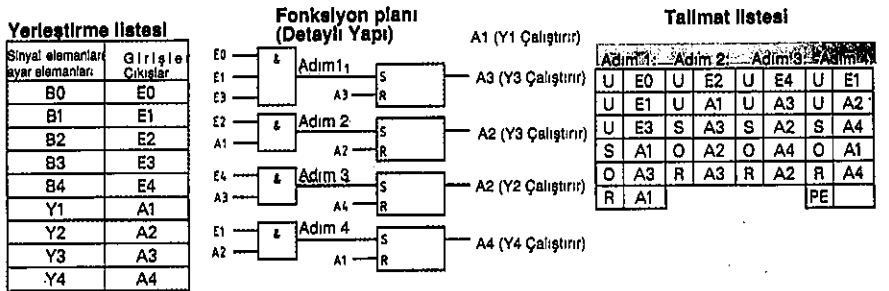 Yerleştirme listesi
Sinyal elemanları ayar elemanları Girişler Çıkışlar
B0 E0
B1 E1
B2 E2
B3 E3
B4 E4
Y1 A1
Y2 A2
Y3 A3
Y4 A4
Fonksiyon planı
(Detaylı Yapı)
E0
E1
E3
&
Adım 1
S
A3 R
A1 (Y1 Çalıştırır)
A3 (Y3 Çalıştırır)
E2
A1
&
Adım 2
S
A2 R
A2 (Y3 Çalıştırır)
E4
A3
&
Adım 3
S
A4 R
A2 (Y2 Çalıştırır)
E1
A2
&
Adım 4
S
A1 R
A4 (Y4 Çalıştırır)
Talimat listesi
Adım 1: Adım 2: Adım 3: Adım 4:
U E0 U E2 U E4 U E1
U E1 U A1 U A3 U A2
U E3 S A3 S A2 S A4
S A1 O A2 O A4 O A1
O A3 R A3 R A2 R A4
R A1 PE